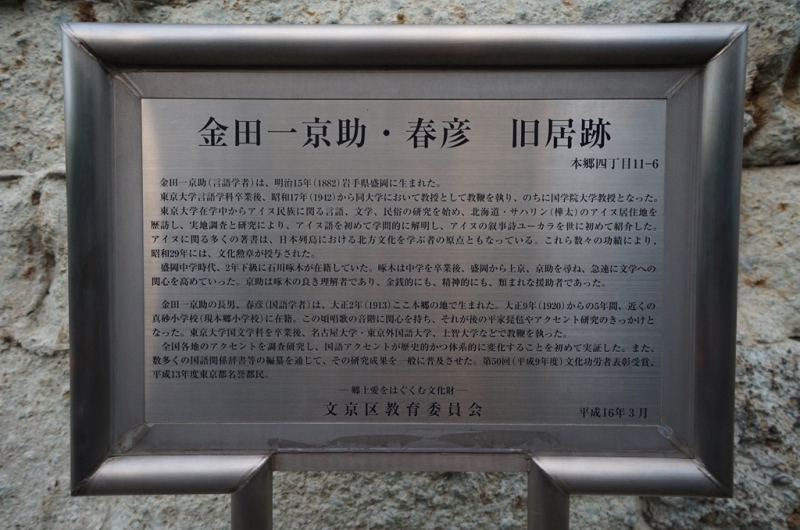 金田一京助・春彦　旧居跡
本郷四丁目11−6
金田一京助(言語学者)は、明治15年(1882)岩手県盛岡に生まれた。
東京大学言語学科卒業後、昭和17年(1942)から同大学において教授として教鞭を執り、のちに国学院大学教授となった。
東京大学在学中からアイヌ民族に関る言語、文学、民俗の研究を始め、北海道・サハリン(樺太)のアイヌ居住地を
歴訪し、実地調査と研究により、アイヌ語を初めて学問的に解明し、アイヌの叙事詩ユーカラを世に初めて紹介した。
アイヌに関る多くの著書は、日本列島における北方文化を学ぶ者の原点ともなっている。これら数々の功績により、
昭和29年には、文化勲章が授与された。
盛岡中学時代、2年下級に石川啄木が在籍していた。啄木は中学を卒業後、盛岡から上京、京助を尋ね、急速に文学への
関心を高めていった。京助は啄木の良き理解者であり、金銭的にも、精神的にも、類まれな援助者であった。
金田一京助の長男、春彦(国語学者)は、大正2年(1913)ここ本郷の地で生まれた。大正9年(1920)からの5年間、近くの
真砂小学校(現本郷小学校)に在籍。この頃唱歌の音階に関心を持ち、それが後の平家琵琶やアクセント研究のきっかけと
なった。東京大学国文学科を卒業後、名古屋大学・東京外国語大学、上智大学などで教鞭を執った。
全国各地のアクセントを調査研究し、国語アクセントが歴史的かつ体系的に変化することを初めて実証した。また、
数多くの国語関係辞書等の編纂を通じて、その研究成果を一般に普及させた。第50回(平成9年度)文化功労者表彰受賞、
平成13年度東京都名誉都民。
―郷土愛をはぐくむ文化財―
文京区教育委員会
平成16年3月